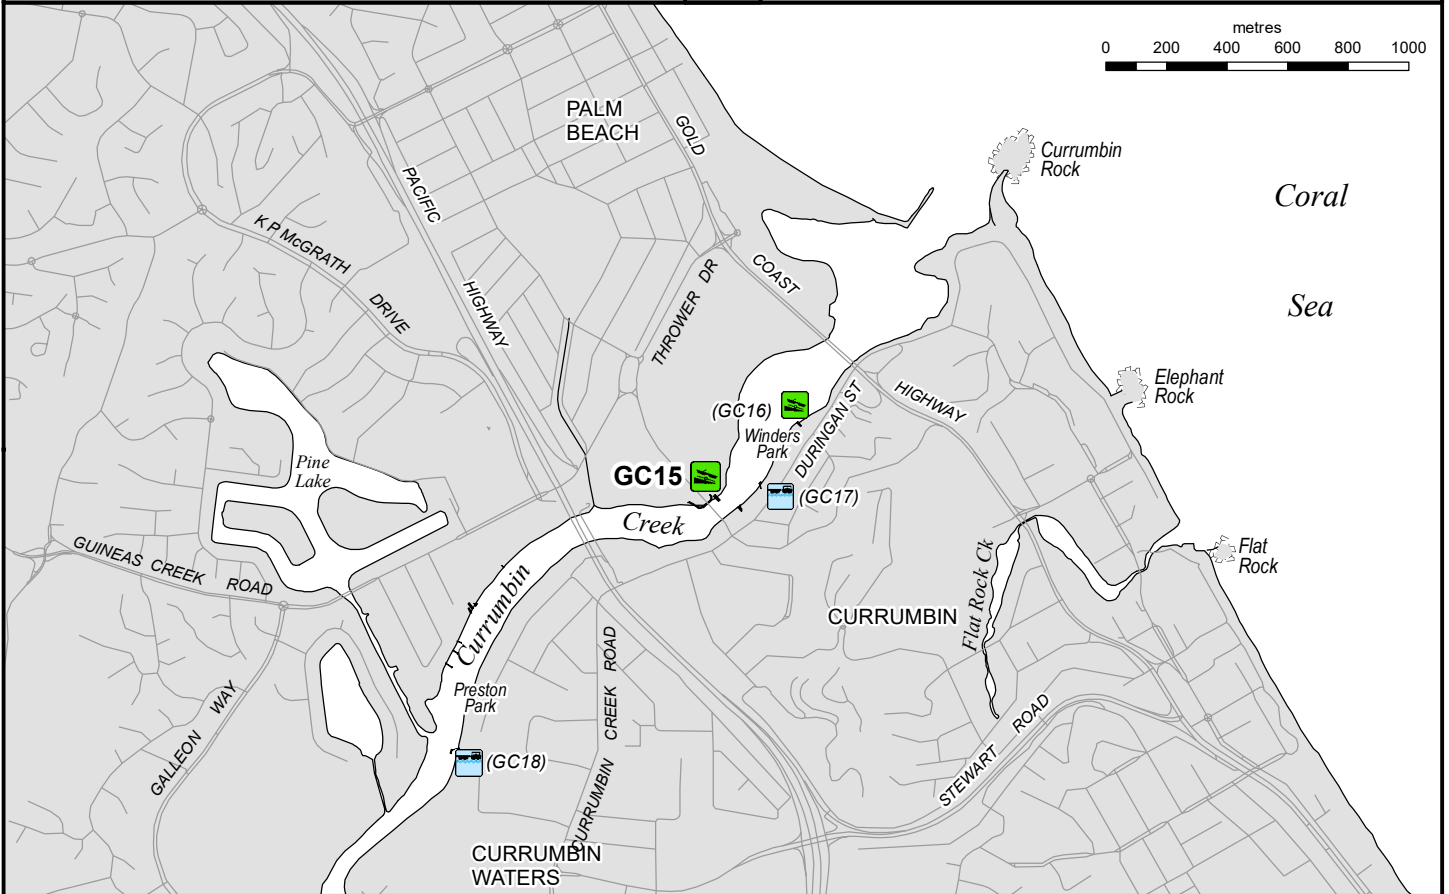 metres
0 200 400 600 800 1000
PALM
BEACH
GOLD
Currumbin
Rock
Coral
Sea
PACIFIC
HIGHWAY
K P McGRATH
DRIVE
THROWER DR
COAST
HIGHWAY
Elephant
Rock
(GC16)
Winders
Park
DURINGAN ST
GC15
(GC17)
Pine
Lake
Creek
Currumbin
GUINEAS CREEK ROAD
Flat
Rock
Flat Rock Ck
CURRUMBIN
Preston
Park
GALLEON WAY
(GC18)
CURRUMBIN CREEK ROAD
STEWART ROAD
CURRUMBIN
WATERS